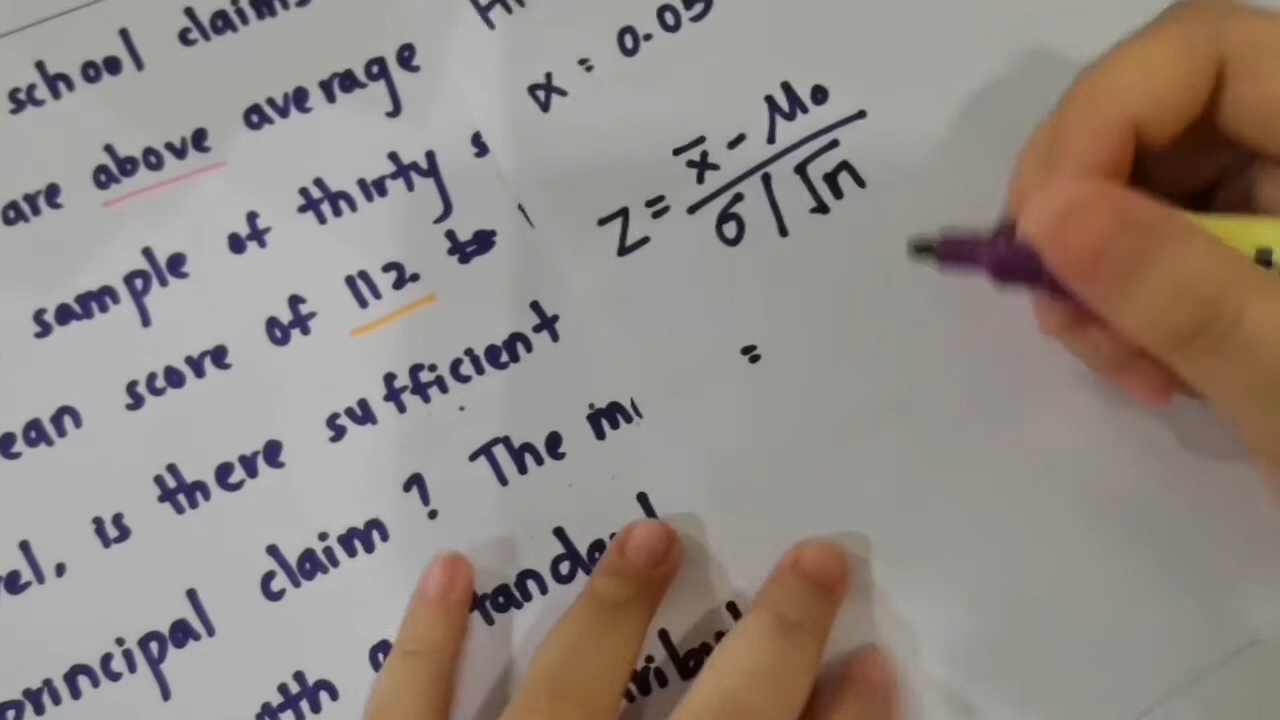 school claims
are above average
sample of thirty s
ean score of 112
el, is there sufficient
principal claim? The
α = 0.05
Z = x̄ - μ₀ / σ/√n
=